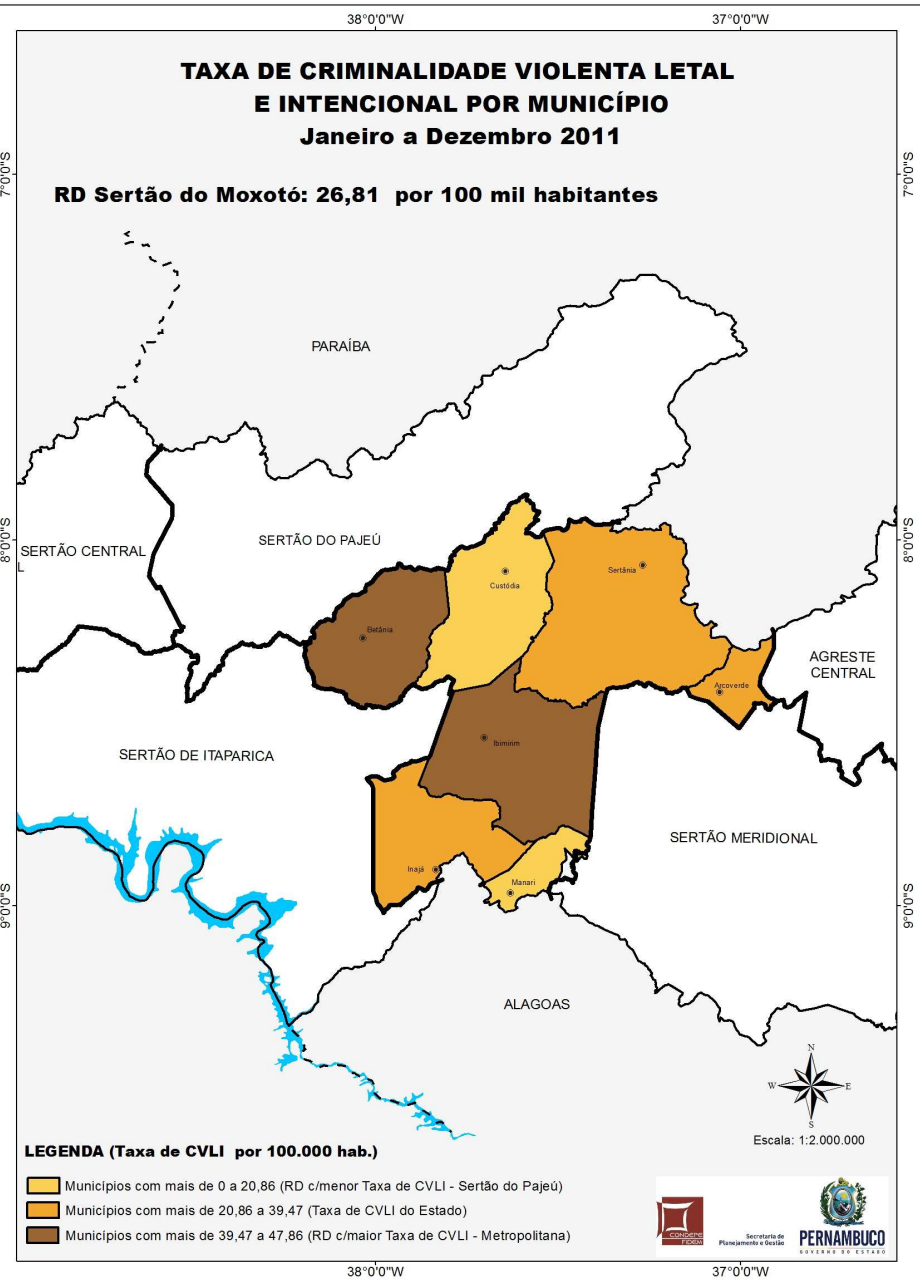 38°0'0"W 37°0'0"W
TAXA DE CRIMINALIDADE VIOLENTA LETAL
E INTENCIONAL POR MUNICÍPIO
Janeiro a Dezembro 2011
7°0'0"S 7°0'0"S
RD Sertão do Moxotó: 26,81 por 100 mil habitantes
PARAÍBA
8°0'0"S 8°0'0"S
SERTÃO CENTRAL
L
SERTÃO DO PAJEÚ
Custódia
Sertânia
Betânia
AGRESTE
CENTRAL
Arcoverde
SERTÃO DE ITAPARICA
Ibimirim
SERTÃO MERIDIONAL
Inajá
Manari
9°0'0"S 9°0'0"S
ALAGOAS
N
W E
S
Escala: 1:2.000.000
LEGENDA (Taxa de CVLI por 100.000 hab.)
Municípios com mais de 0 a 20,86 (RD c/menor Taxa de CVLI - Sertão do Pajeú)
Municípios com mais de 20,86 a 39,47 (Taxa de CVLI do Estado)
Municípios com mais de 39,47 a 47,86 (RD c/maior Taxa de CVLI - Metropolitana)
CONDEPE
FIDEM
Secretaria de
Planejamento e Gestão
PERNAMBUCO
GOVERNO DO ESTADO
38°0'0"W 37°0'0"W